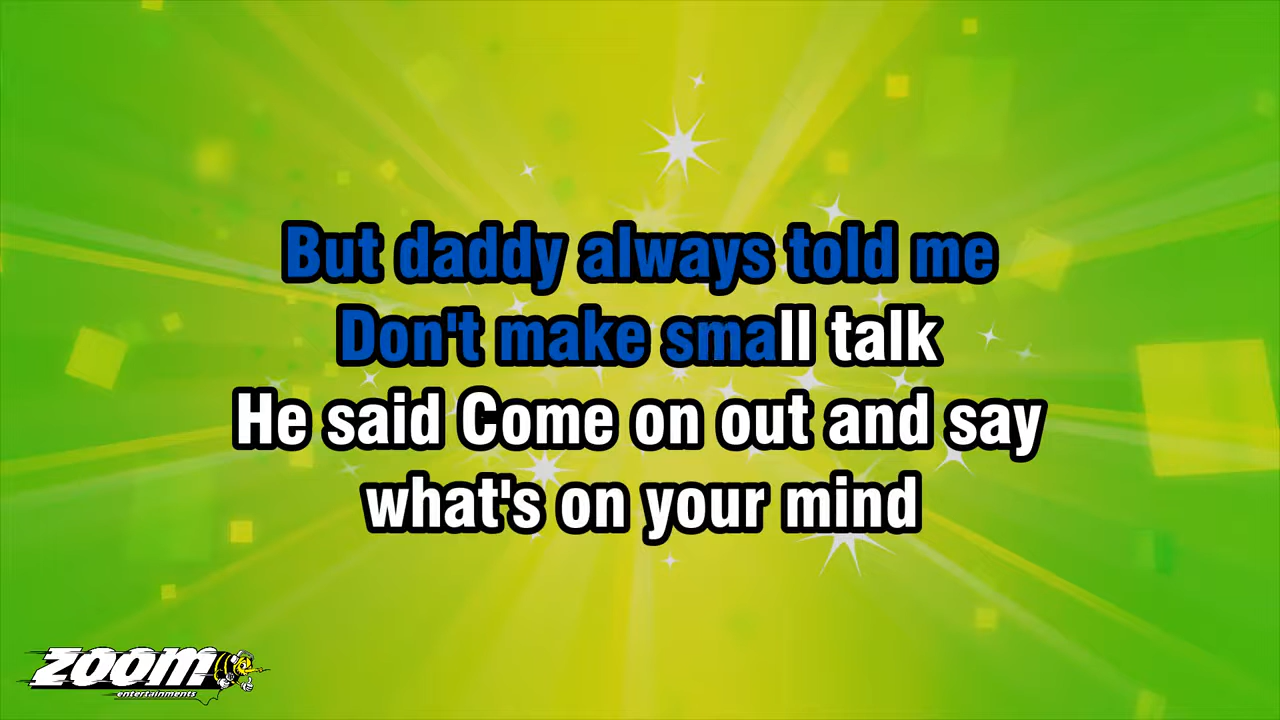 But daddy always told me
Don't make small talk
He said Come on out and say
what's on your mind
zoom
entertainments